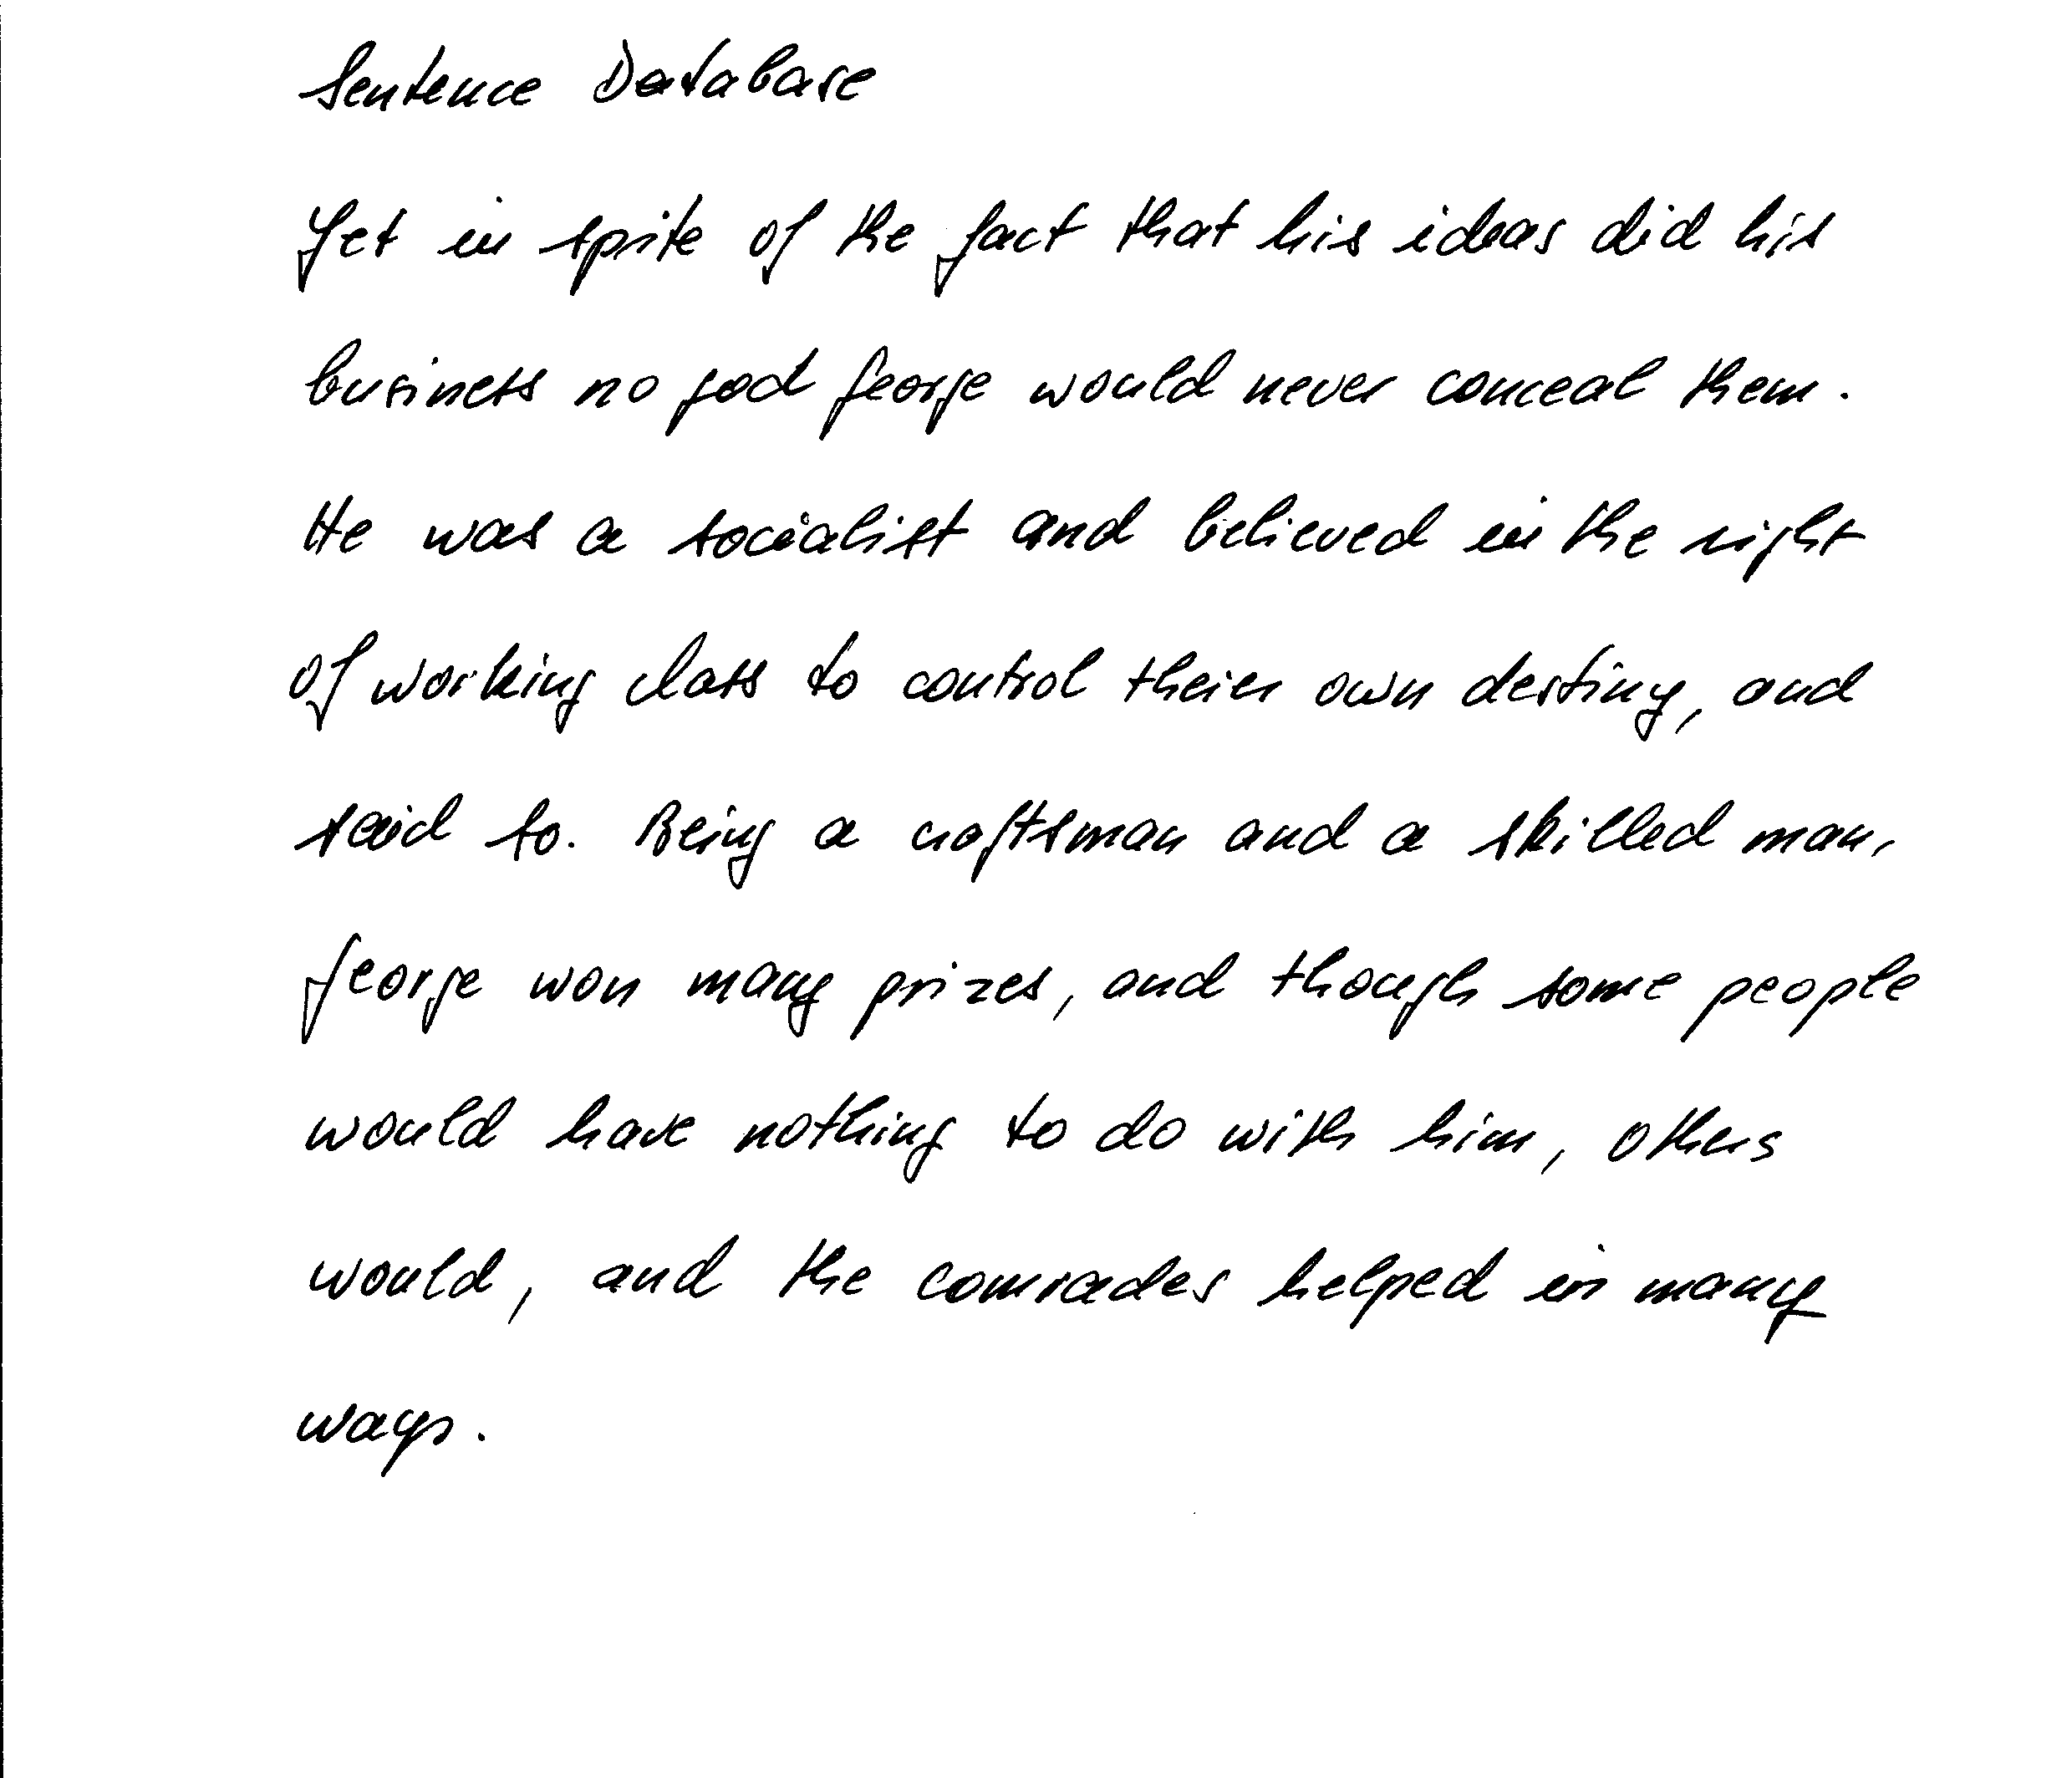 Sentence Database
Yet in spite of the fact that his ideas did his
business no god George would never conceal them.
He was a socialist and believed in the right
of working class to control their own destiny, and
said so. Being a craftsman and a skilled man,
George won many prizes, and though some people
would have nothing to do with him, others
would, and the comrades helped in many
ways.